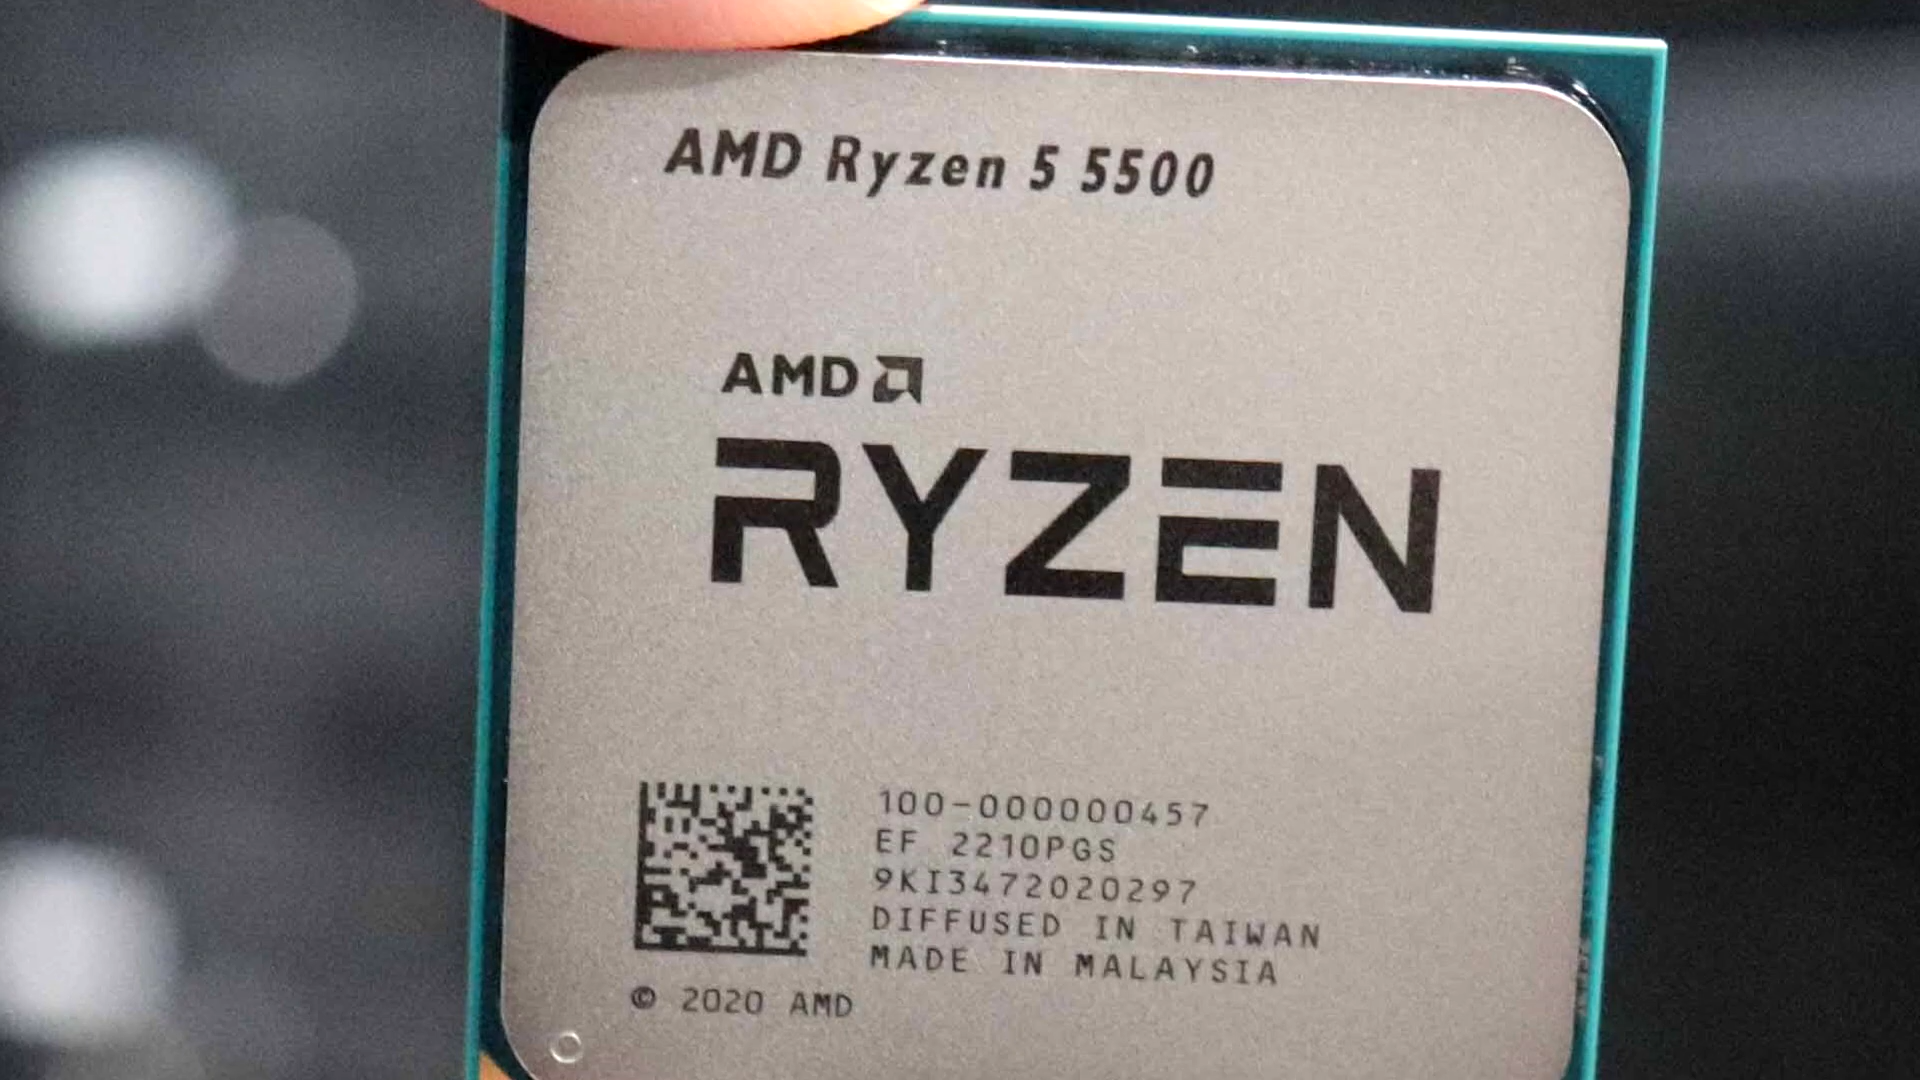 AMD Ryzen 5 5500
AMD
RYZEN
100-000000457
EF 2210PGS
9KI3472020297
DIFFUSED IN TAIWAN
MADE IN MALAYSIA
© 2020 AMD